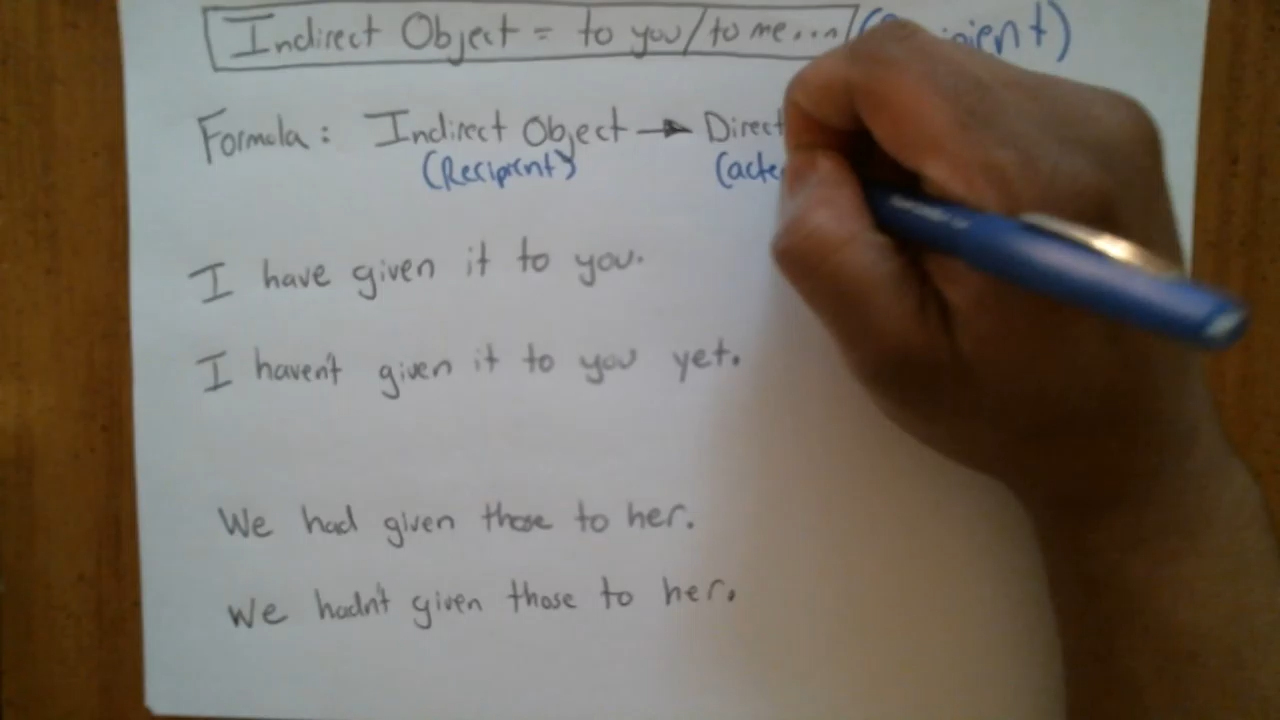 Indirect Object = to you/to me...
Formula: Indirect Object → Direct
(Recipient)
I have given it to you.
I haven't given it to you yet.
We had given those to her.
We hadn't given those to her.